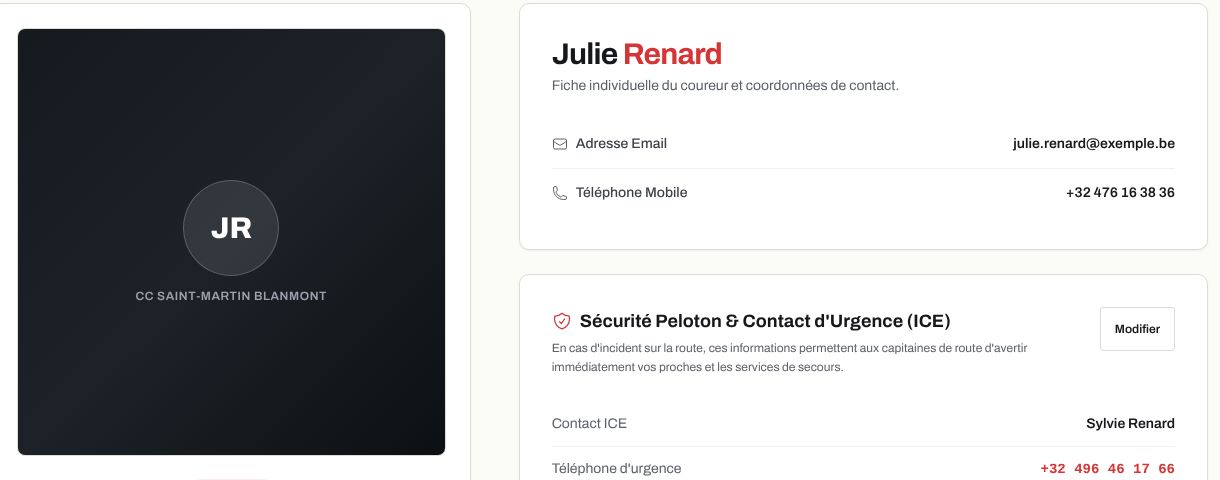 JR
CC SAINT-MARTIN BLANMONT
Julie Renard
Fiche individuelle du coureur et coordonnées de contact.
Adresse Email julie.renard@exemple.be
Téléphone Mobile +32 476 16 38 36
Sécurité Peloton & Contact d'Urgence (ICE)
Modifier
En cas d'incident sur la route, ces informations permettent aux capitaines de route d'avertir
immédiatement vos proches et les services de secours.
Contact ICE Sylvie Renard
Téléphone d'urgence +32 496 46 17 66